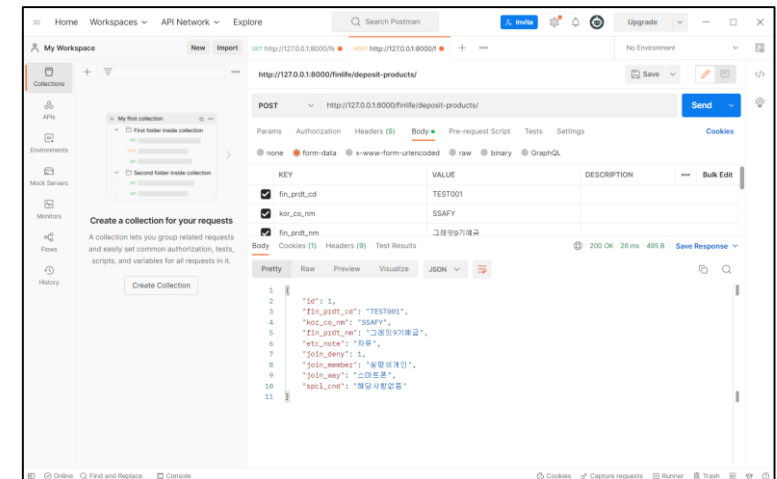 Home Workspaces API Network Explore Search Postman Invite Upgrade
My Workspace New Import GET http://127.0.0.1:8000/fin POST http://127.0.0.1:8000/f No Environment
http://127.0.0.1:8000/finlife/deposit-products/ Save
Collections
APIs
Environments
Mock Servers
Monitors
Flows
History
My first collection
First folder inside collection
Second folder inside collection
Create a collection for your requests
A collection lets you group related requests
and easily set common authorization, tests,
scripts, and variables for all requests in it.
Create Collection
POST http://127.0.0.1:8000/finlife/deposit-products/ Send
Params Authorization Headers (9) Body Pre-request Script Tests Settings Cookies
none form-data x-www-form-urlencoded raw binary GraphQL
KEY VALUE DESCRIPTION Bulk Edit
fin_prdt_cd TEST001
kor_co_nm SSAFY
fin_prdt_nm 그레잇9기예금
Body Cookies (1) Headers (9) Test Results 200 OK 28 ms 495 B Save Response
Pretty Raw Preview Visualize JSON
1 {
2 "id": 1,
3 "fin_prdt_cd": "TEST001",
4 "kor_co_nm": "SSAFY",
5 "fin_prdt_nm": "그레잇9기예금",
6 "etc_note": "자유",
7 "join_deny": 1,
8 "join_member": "실명의개인",
9 "join_way": "스마트폰",
10 "spcl_cnd": "해당사항없음"
11 }
Online Find and Replace Console Cookies Capture requests Runner Trash